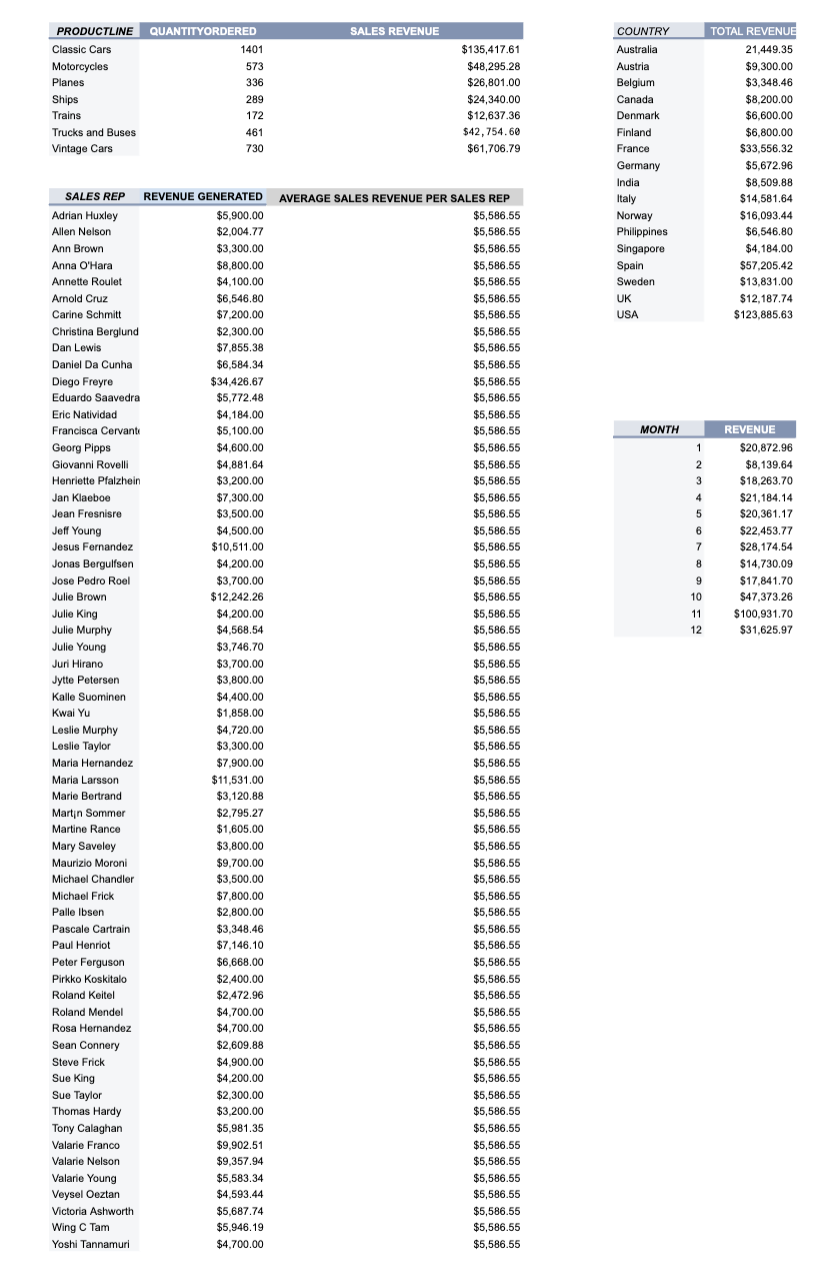 PRODUCTLINE QUANTITYORDERED SALES REVENUE
Classic Cars 1401 $135,417.61
Motorcycles 573 $48,295.28
Planes 336 $26,801.00
Ships 289 $24,340.00
Trains 172 $12,637.36
Trucks and Buses 461 $42,754.60
Vintage Cars 730 $61,706.79
SALES REP REVENUE GENERATED AVERAGE SALES REVENUE PER SALES REP
Adrian Huxley $5,900.00 $5,586.55
Allen Nelson $2,004.77 $5,586.55
Ann Brown $3,300.00 $5,586.55
Anna O'Hara $8,800.00 $5,586.55
Annette Roulet $4,100.00 $5,586.55
Arnold Cruz $6,546.80 $5,586.55
Carine Schmitt $7,200.00 $5,586.55
Christina Berglund $2,300.00 $5,586.55
Dan Lewis $7,855.38 $5,586.55
Daniel Da Cunha $6,584.34 $5,586.55
Diego Freyre $34,426.67 $5,586.55
Eduardo Saavedra $5,772.48 $5,586.55
Eric Natividad $4,184.00 $5,586.55
Francisca Cervant $5,100.00 $5,586.55
Georg Pipps $4,600.00 $5,586.55
Giovanni Rovelli $4,881.64 $5,586.55
Henriette Pfalzhein $3,200.00 $5,586.55
Jan Klaeboe $7,300.00 $5,586.55
Jean Fresnisre $3,500.00 $5,586.55
Jeff Young $4,500.00 $5,586.55
Jesus Fernandez $10,511.00 $5,586.55
Jonas Bergulfsen $4,200.00 $5,586.55
Jose Pedro Roel $3,700.00 $5,586.55
Julie Brown $12,242.26 $5,586.55
Julie King $4,200.00 $5,586.55
Julie Murphy $4,568.54 $5,586.55
Julie Young $3,746.70 $5,586.55
Juri Hirano $3,700.00 $5,586.55
Jytte Petersen $3,800.00 $5,586.55
Kalle Suominen $4,400.00 $5,586.55
Kwai Yu $1,858.00 $5,586.55
Leslie Murphy $4,720.00 $5,586.55
Leslie Taylor $3,300.00 $5,586.55
Maria Hernandez $7,900.00 $5,586.55
Maria Larsson $11,531.00 $5,586.55
Marie Bertrand $3,120.88 $5,586.55
Mart¡n Sommer $2,795.27 $5,586.55
Martine Rance $1,605.00 $5,586.55
Mary Saveley $3,800.00 $5,586.55
Maurizio Moroni $9,700.00 $5,586.55
Michael Chandler $3,500.00 $5,586.55
Michael Frick $7,800.00 $5,586.55
Palle Ibsen $2,800.00 $5,586.55
Pascale Cartrain $3,348.46 $5,586.55
Paul Henriot $7,146.10 $5,586.55
Peter Ferguson $6,668.00 $5,586.55
Pirkko Koskitalo $2,400.00 $5,586.55
Roland Keitel $2,472.96 $5,586.55
Roland Mendel $4,700.00 $5,586.55
Rosa Hernandez $4,700.00 $5,586.55
Sean Connery $2,609.88 $5,586.55
Steve Frick $4,900.00 $5,586.55
Sue King $4,200.00 $5,586.55
Sue Taylor $2,300.00 $5,586.55
Thomas Hardy $3,200.00 $5,586.55
Tony Calaghan $5,981.35 $5,586.55
Valarie Franco $9,902.51 $5,586.55
Valarie Nelson $9,357.94 $5,586.55
Valarie Young $5,583.34 $5,586.55
Veysel Oeztan $4,593.44 $5,586.55
Victoria Ashworth $5,687.74 $5,586.55
Wing C Tam $5,946.19 $5,586.55
Yoshi Tannamuri $4,700.00 $5,586.55
COUNTRY TOTAL REVENUE
Australia 21,449.35
Austria $9,300.00
Belgium $3,348.46
Canada $8,200.00
Denmark $6,600.00
Finland $6,800.00
France $33,556.32
Germany $5,672.96
India $8,509.88
Italy $14,581.64
Norway $16,093.44
Philippines $6,546.80
Singapore $4,184.00
Spain $57,205.42
Sweden $13,831.00
UK $12,187.74
USA $123,885.63
MONTH REVENUE
1 $20,872.96
2 $8,139.64
3 $18,263.70
4 $21,184.14
5 $20,361.17
6 $22,453.77
7 $28,174.54
8 $14,730.09
9 $17,841.70
10 $47,373.26
11 $100,931.70
12 $31,625.97